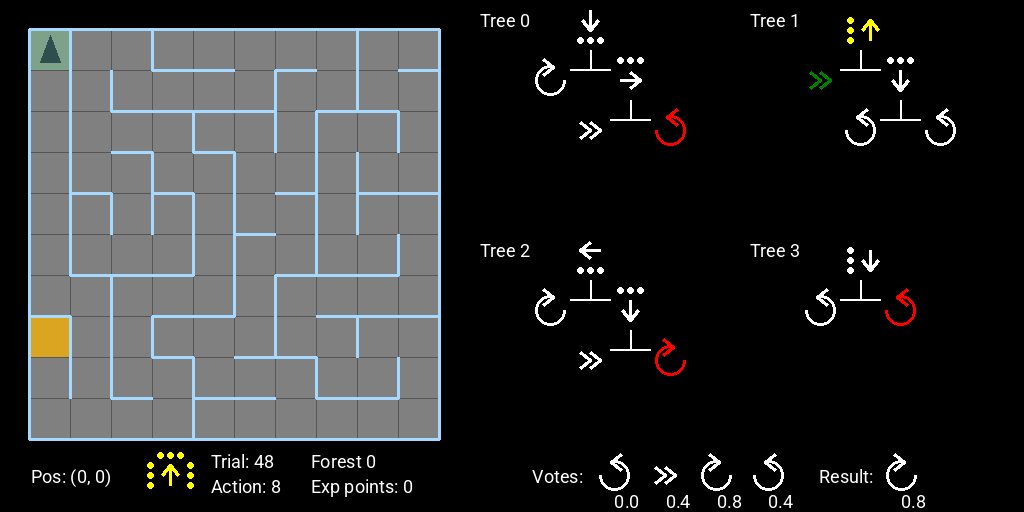 Tree 0
Tree 1
Tree 2
Tree 3
Pos: (0, 0)
Trial: 48
Forest 0
Action: 8
Exp points: 0
Votes:
0.0
0.4
0.8
0.4
Result:
0.8